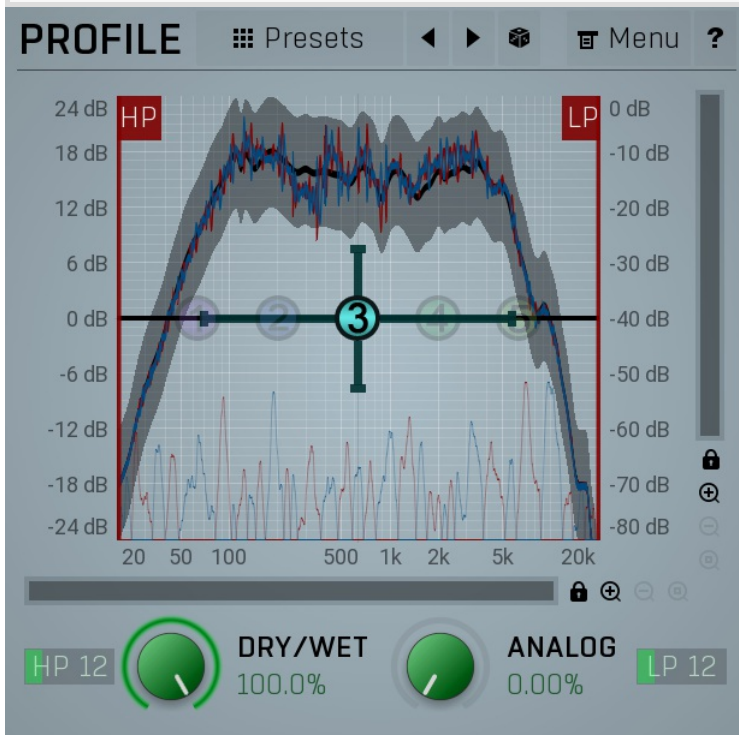 PROFILE Presets Menu ?
24 dB HP LP 0 dB
18 dB -10 dB
12 dB -20 dB
6 dB -30 dB
0 dB 1 2 3 4 5 -40 dB
-6 dB -50 dB
-12 dB -60 dB
-18 dB -70 dB
-24 dB -80 dB
20 50 100 500 1k 2k 5k 20k
DRY/WET ANALOG
HP 12 100.0% 0.00% LP 12